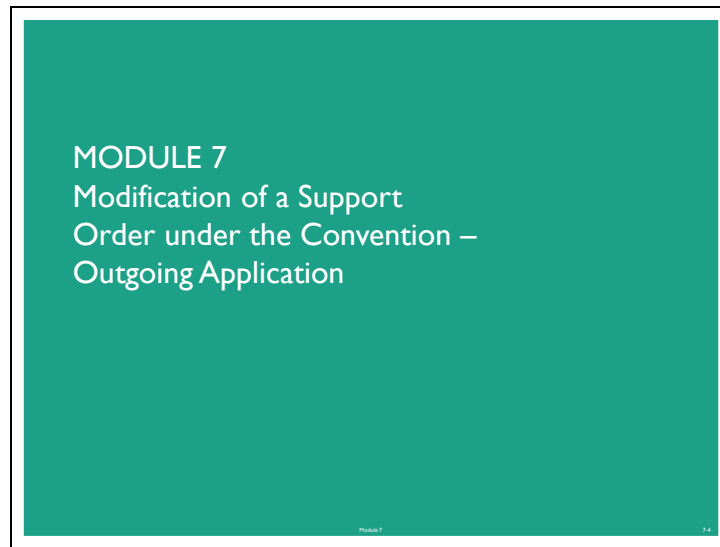 MODULE 7
Modification of a Support
Order under the Convention –
Outgoing Application
Module 7
7-4